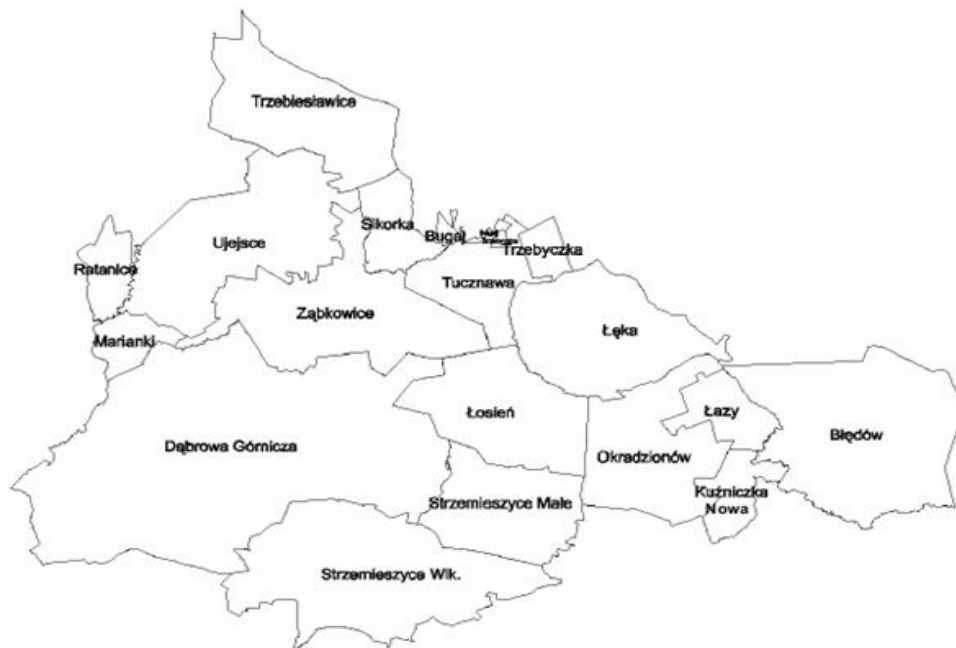 Trzebiesławice
Sikorka
Bugaj
Ujejsce
Trzebyczka
Ratanice
Tucznawa
Ząbkowice
Łęka
Marianki
Łosień
Łazy
Dąbrowa Górnicza
Błędów
Okradzionów
Strzemieszyce Małe
Kuźniczka
Nowa
Strzemieszyce Wlk.